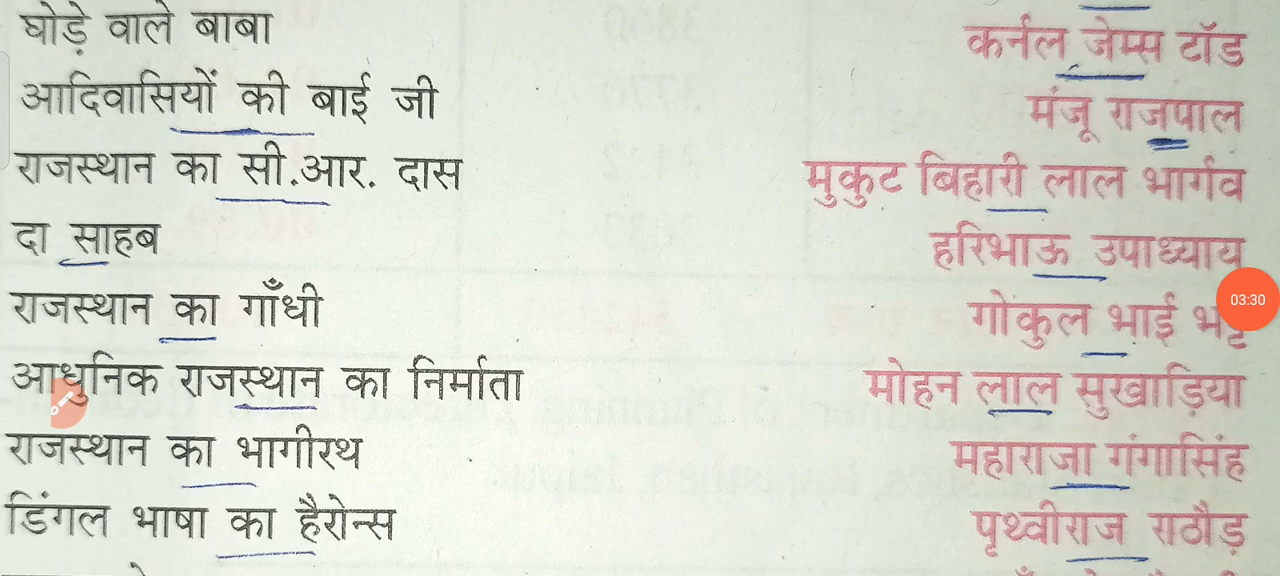 घोड़े वाले बाबा कर्नल जेम्स टॉड
आदिवासियों की बाई जी मंजू राजपाल
राजस्थान का सी.आर. दास मुकुट बिहारी लाल भार्गव
दा साहब हरिभाऊ उपाध्याय
राजस्थान का गाँधी गोकुल भाई भट्ट
03:30
आधुनिक राजस्थान का निर्माता मोहन लाल सुखाड़िया
राजस्थान का भागीरथ महाराजा गंगासिंह
डिंगल भाषा का हैरोन्स पृथ्वीराज राठौड़